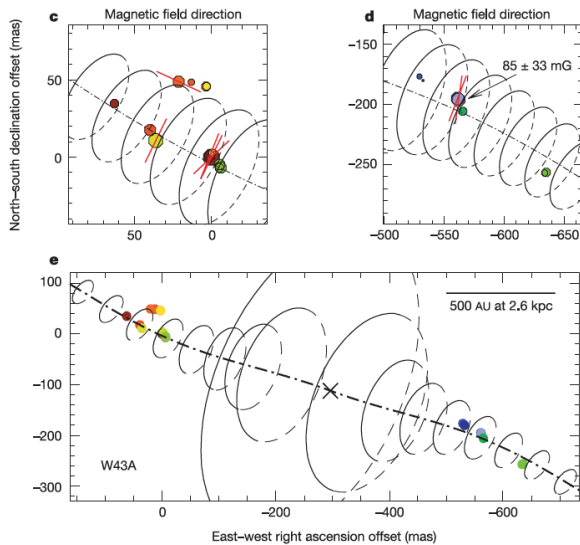 Magnetic field direction
Magnetic field direction
c
d
50
0
50
0
−150
−200
−250
85 ± 33 mG
−500
−550
−600
−650
North–south declination offset (mas)
e
100
0
−100
−200
−300
500 AU at 2.6 kpc
W43A
0
−200
−400
−600
East–west right ascension offset (mas)